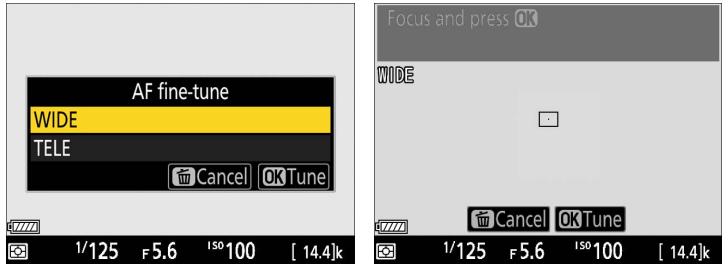 AF fine-tune
WIDE
TELE
Cancel OK Tune
1/125 F5.6 ISO 100 [ 14.4]k
Focus and press OK
WIDE
Cancel OK Tune
1/125 F5.6 ISO 100 [ 14.4]k